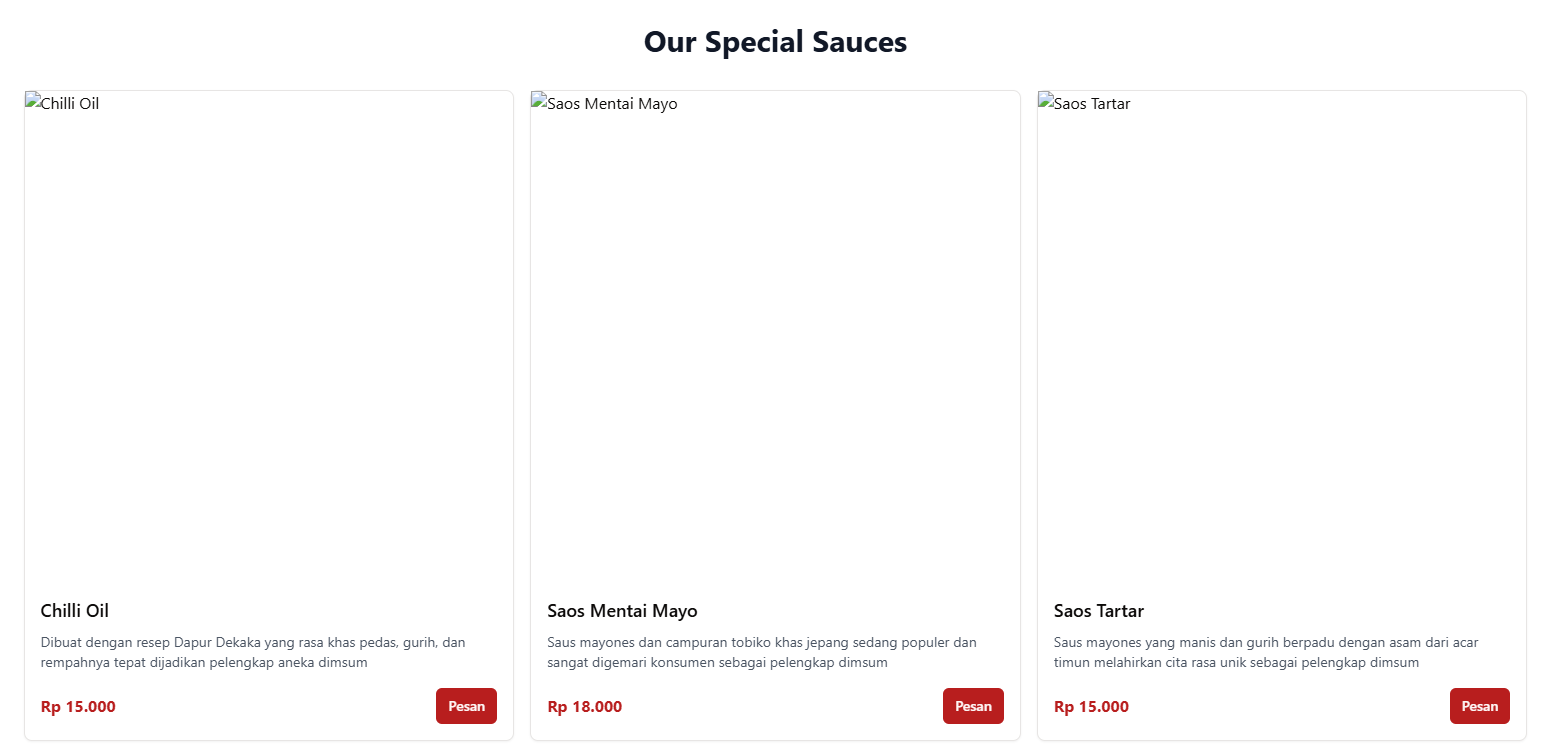 Our Special Sauces
Chilli Oil
Saos Mentai Mayo
Saos Tartar
Chilli Oil
Dibuat dengan resep Dapur Dekaka yang rasa khas pedas, gurih, dan
rempahnya tepat dijadikan pelengkap aneka dimsum
Rp 15.000
Pesan
Saos Mentai Mayo
Saus mayones dan campuran tobiko khas jepang sedang populer dan
sangat digemari konsumen sebagai pelengkap dimsum
Rp 18.000
Pesan
Saos Tartar
Saus mayones yang manis dan gurih berpadu dengan asam dari acar
timun melahirkan cita rasa unik sebagai pelengkap dimsum
Rp 15.000
Pesan